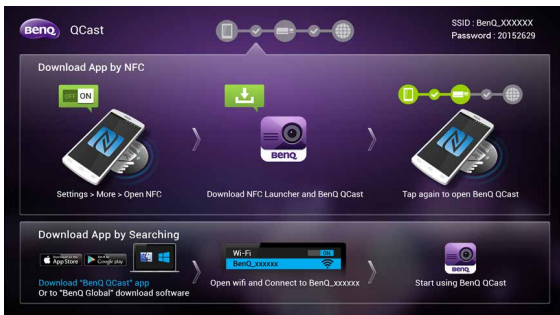 BenQ QCast
SSID : BenQ_XXXXXX
Password : 20152629
Download App by NFC
OFF ON
BenQ
Settings > More > Open NFC
Download NFC Launcher and BenQ QCast
Tap again to open BenQ QCast
Download App by Searching
App Store
Google play
Wi-Fi ON
BenQ_xxxxxx
BenQ
Download "BenQ QCast" app
Or to "BenQ Global" download software
Open wifi and Connect to BenQ_xxxxxx
Start using BenQ QCast